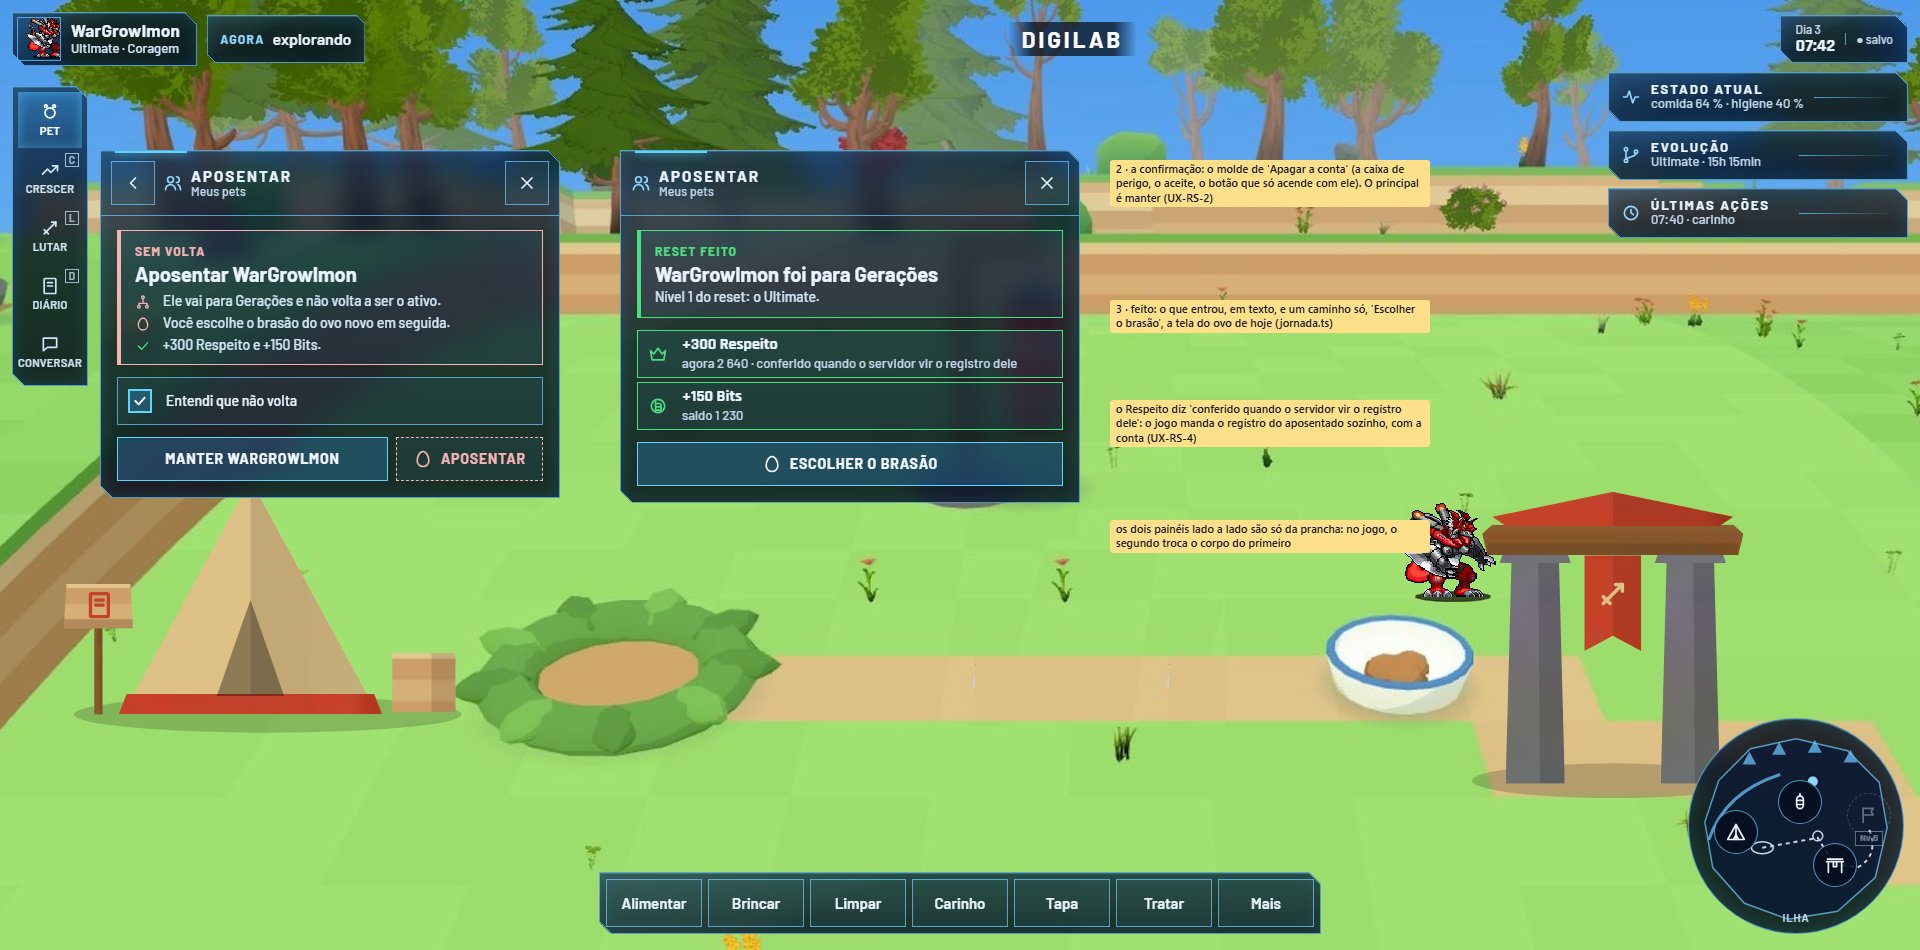 WarGrowlmon
Ultimate · Coragem
AGORA explorando
DIGILAB
Dia 3
07:42
salvo
ESTADO ATUAL
comida 64 % · higiene 40 %
EVOLUÇÃO
Ultimate · 15h 15min
ÚLTIMAS AÇÕES
07:40 · carinho
PET
C
CRESCER
L
LUTAR
D
DIÁRIO
CONVERSAR
APOSENTAR
Meus pets
SEM VOLTA
Aposentar WarGrowlmon
Ele vai para Gerações e não volta a ser o ativo.
Você escolhe o brasão do ovo novo em seguida.
+300 Respeito e +150 Bits.
Entendi que não volta
MANTER WARGROWLMON
APOSENTAR
APOSENTAR
Meus pets
RESET FEITO
WarGrowlmon foi para Gerações
Nível 1 do reset: o Ultimate.
+300 Respeito
agora 2 640 · conferido quando o servidor vir o registro dele
+150 Bits
saldo 1 230
ESCOLHER O BRASÃO
2 · a confirmação: o molde de 'Apagar a conta' (a caixa de
perigo, o aceite, o botão que só acende com ele). O principal
é manter (UX-RS-2)
3 · feito: o que entrou, em texto, e um caminho só, 'Escolher
o brasão', a tela do ovo de hoje (jornada.ts)
o Respeito diz 'conferido quando o servidor vir o registro
dele': o jogo manda o registro do aposentado sozinho, com a
conta (UX-RS-4)
os dois painéis lado a lado são só da prancha: no jogo, o
segundo troca o corpo do primeiro
ILHA
Alimentar
Brincar
Limpar
Carinho
Tapa
Tratar
Mais